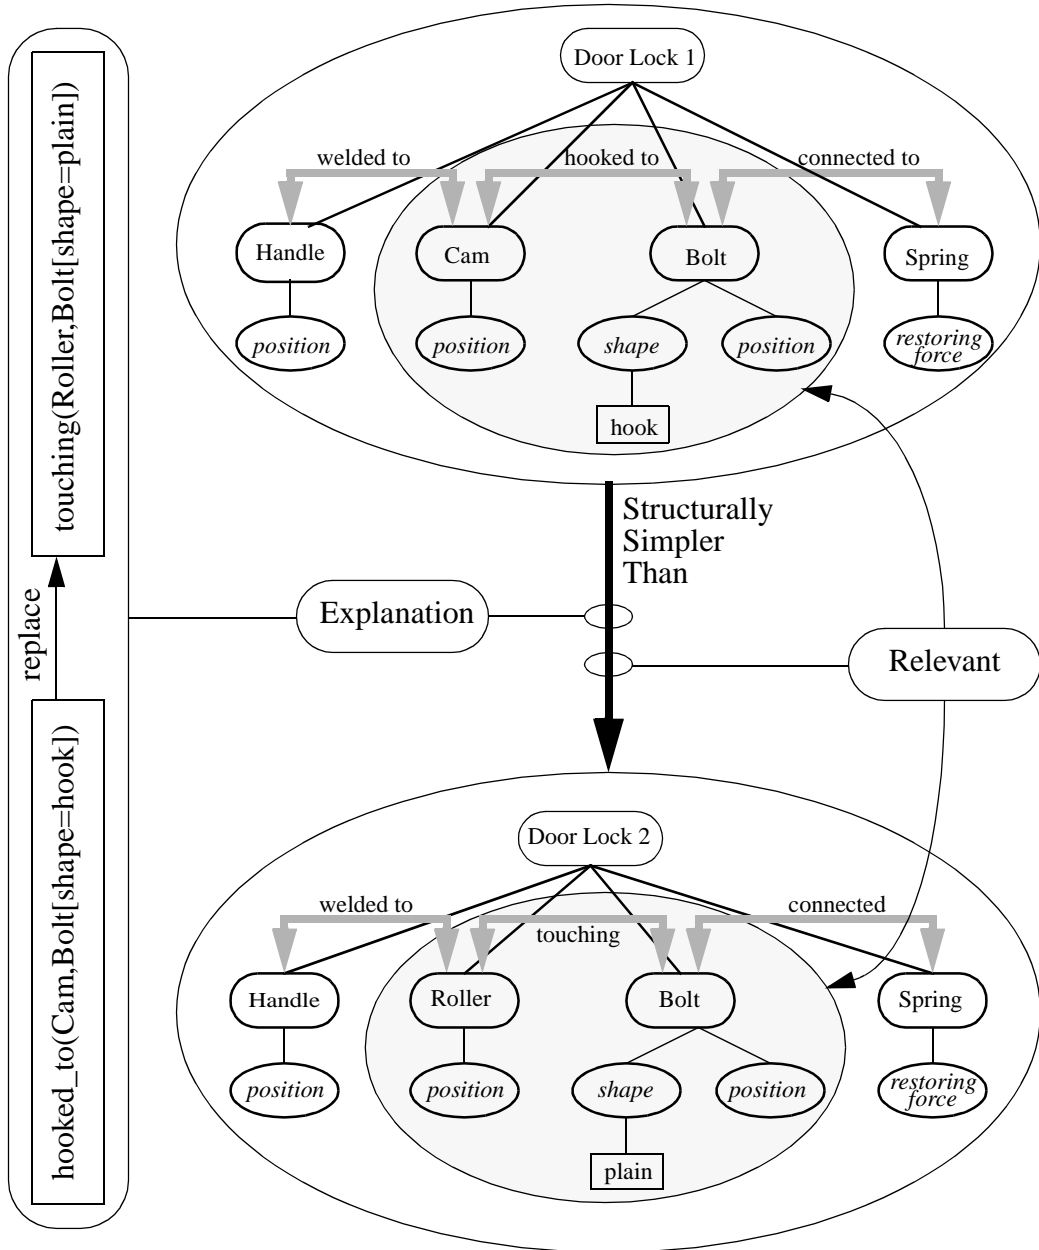 Door Lock 1
welded to
hooked to
connected to
Handle
Cam
Bolt
Spring
position
position
shape
position
restoring
force
hook
touching(Roller,Bolt[shape=plain])
replace
hooked_to(Cam,Bolt[shape=hook])
Structurally
Simpler
Than
Explanation
Relevant
Door Lock 2
welded to
touching
connected
Handle
Roller
Bolt
Spring
position
position
shape
position
restoring
force
plain